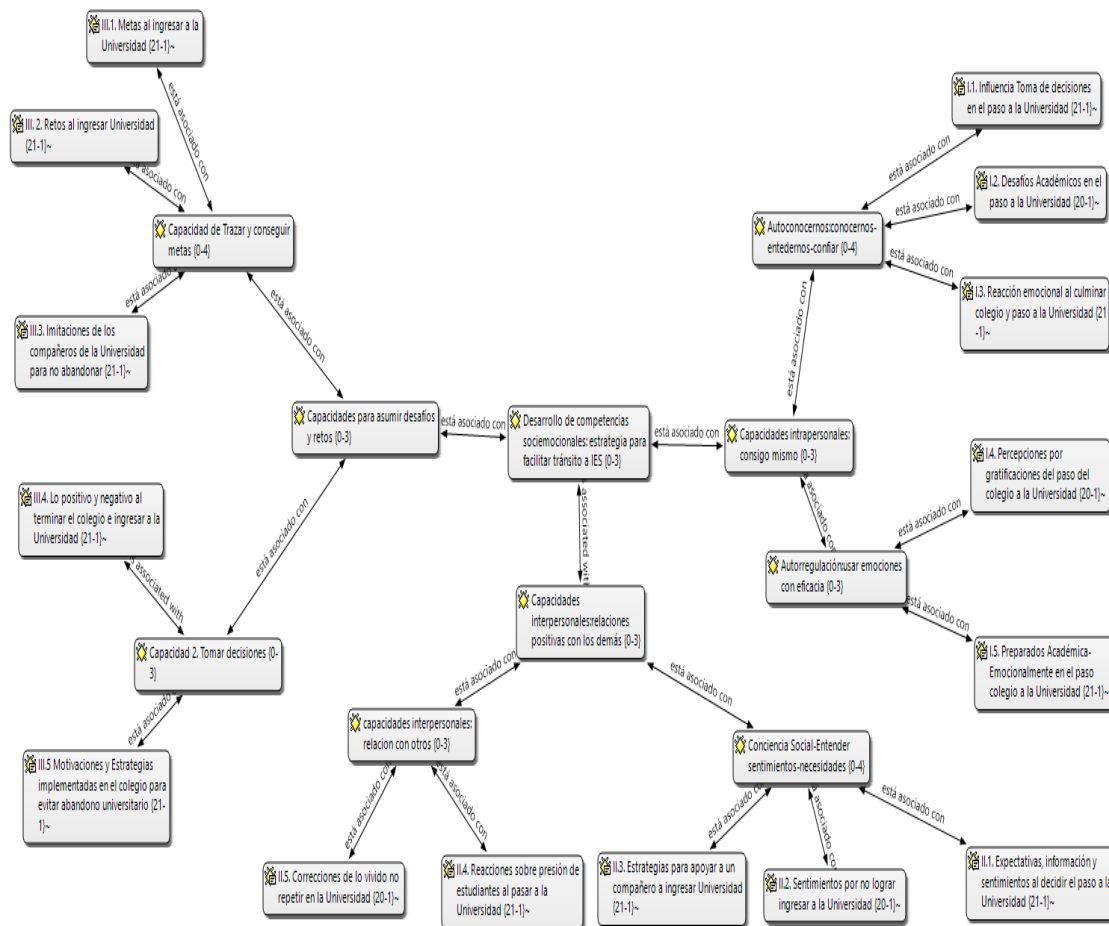 III.1. Metas al ingresar a la
Universidad {21-1}~
está asociado con
III. 2. Retos al ingresar Universidad
{21-1}~
asociado con
Capacidad de Trazar y conseguir
metas {0-4}
está asociado
III.3. Imitaciones de los
compañeros de la Universidad
para no abandonar {21-1}~
está asociado con
Capacidades para asumir desafíos
y retos {0-3}
está asociado con
Desarrollo de competencias
sociemocionales: estrategia para
facilitar tránsito a IES {0-3}
está asociado con
Capacidades intrapersonales:
consigo mismo {0-3}
está asociado con
Autoconocernos:conocernos-
entedernos-confiar {0-4}
está asociado con
I.1. Influencia Toma de decisiones
en el paso a la Universidad {21-1}~
está asociado con
I.2. Desafíos Académicos en el
paso a la Universidad {20-1}~
está asociado con
I.3. Reacción emocional al culminar
colegio y paso a la Universidad {21
-1}~
está asociado con
Autorregulación:usar emociones
con eficacia {0-3}
está asociado con
I.4. Percepciones por
gratificaciones del paso del
colegio a la Universidad {20-1}~
está asociado con
I.5. Preparados Académica-
Emocionalmente en el paso
colegio a la Universidad {21-1}~
está asociado con
III.4. Lo positivo y negativo al
terminar el colegio e ingresar a la
Universidad {21-1}~
associated with
Capacidad 2. Tomar decisiones {0-
3}
está asociado
III.5 Motivaciones y Estrategias
implementadas en el colegio para
evitar abandono universitario {21-
1}~
associated with
Capacidades
interpersonales:relaciones
positivas con los demás {0-3}
está asociado con
capacidades interpersonales:
relacion con otros {0-3}
está asociado con
II.5. Correcciones de lo vivido no
repetir en la Universidad {20-1}~
está asociado con
II.4. Reacciones sobre presión de
estudiantes al pasar a la
Universidad {21-1}~
está asociado con
Conciencia Social-Entender
sentimientos-necesidades {0-4}
está asociado con
II.3. Estrategias para apoyar a un
compañero a ingresar Universidad
{21-1}~
asociado con
II.2. Sentimientos por no lograr
ingresar a la Universidad {20-1}~
está asociado con
II.1. Expectativas, información y
sentimientos al decidir el paso a la
Universidad {21-1}~